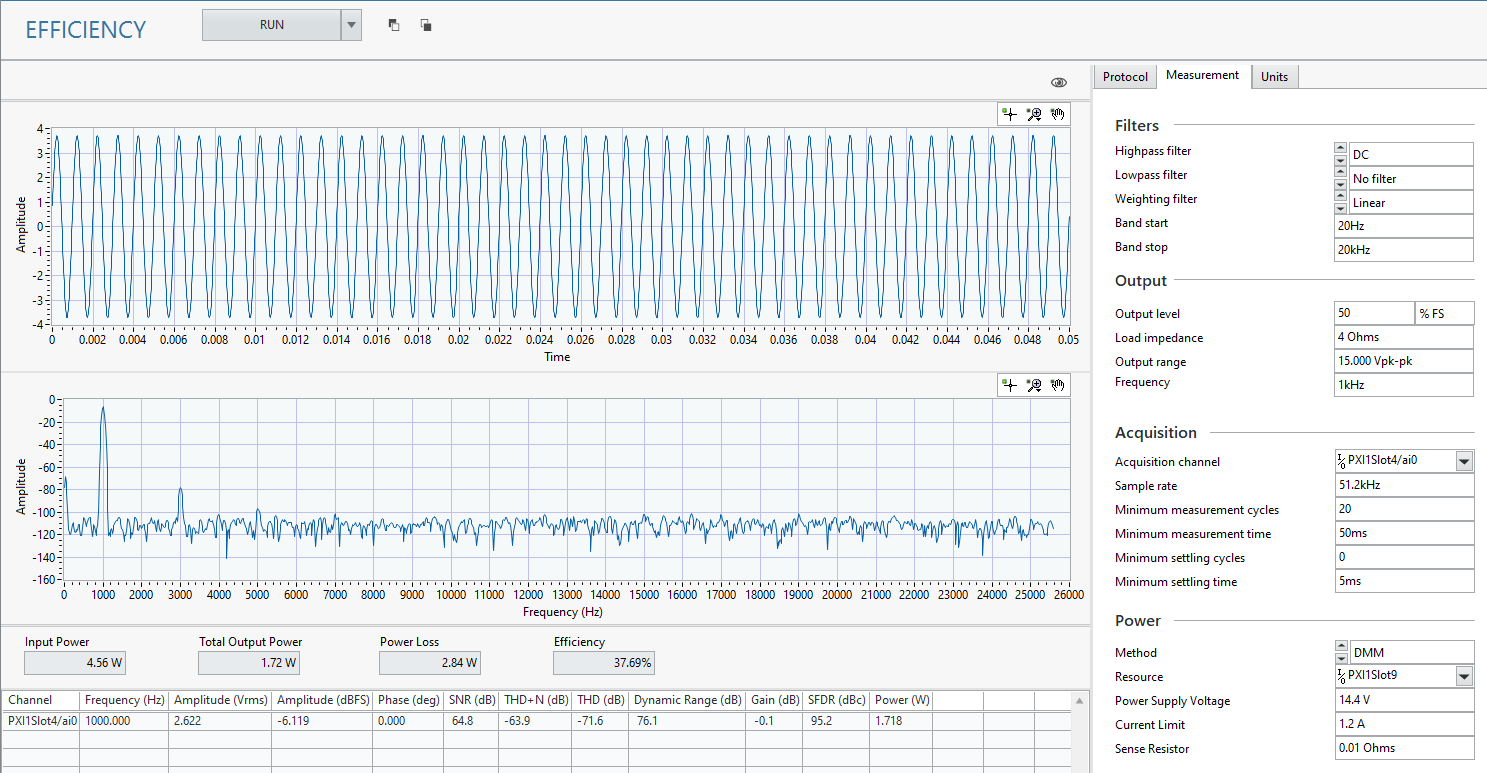 EFFICIENCY
RUN
4
3
2
1
0
-1
-2
-3
-4
Amplitude
0 0.002 0.004 0.006 0.008 0.01 0.012 0.014 0.016 0.018 0.02 0.022 0.024 0.026 0.028 0.03 0.032 0.034 0.036 0.038 0.04 0.042 0.044 0.046 0.048 0.05
Time
0
-20
-40
-60
-80
-100
-120
-140
-160
Amplitude
0 1000 2000 3000 4000 5000 6000 7000 8000 9000 10000 11000 12000 13000 14000 15000 16000 17000 18000 19000 20000 21000 22000 23000 24000 25000 26000
Frequency (Hz)
Input Power Total Output Power Power Loss Efficiency
4.56 W 1.72 W 2.84 W 37.69%
Channel Frequency (Hz) Amplitude (Vrms) Amplitude (dBFS) Phase (deg) SNR (dB) THD+N (dB) THD (dB) Dynamic Range (dB) Gain (dB) SFDR (dBc) Power (W)
PXI1Slot4/ai0 1000.000 2.622 -6.119 0.000 64.8 -63.9 -71.6 76.1 -0.1 95.2 1.718
Protocol Measurement Units
Filters
Highpass filter DC
Lowpass filter No filter
Weighting filter Linear
Band start 20Hz
Band stop 20kHz
Output
Output level 50 % FS
Load impedance 4 Ohms
Output range 15.000 Vpk-pk
Frequency 1kHz
Acquisition
Acquisition channel PXI1Slot4/ai0
Sample rate 51.2kHz
Minimum measurement cycles 20
Minimum measurement time 50ms
Minimum settling cycles 0
Minimum settling time 5ms
Power
Method DMM
Resource PXI1Slot9
Power Supply Voltage 14.4 V
Current Limit 1.2 A
Sense Resistor 0.01 Ohms